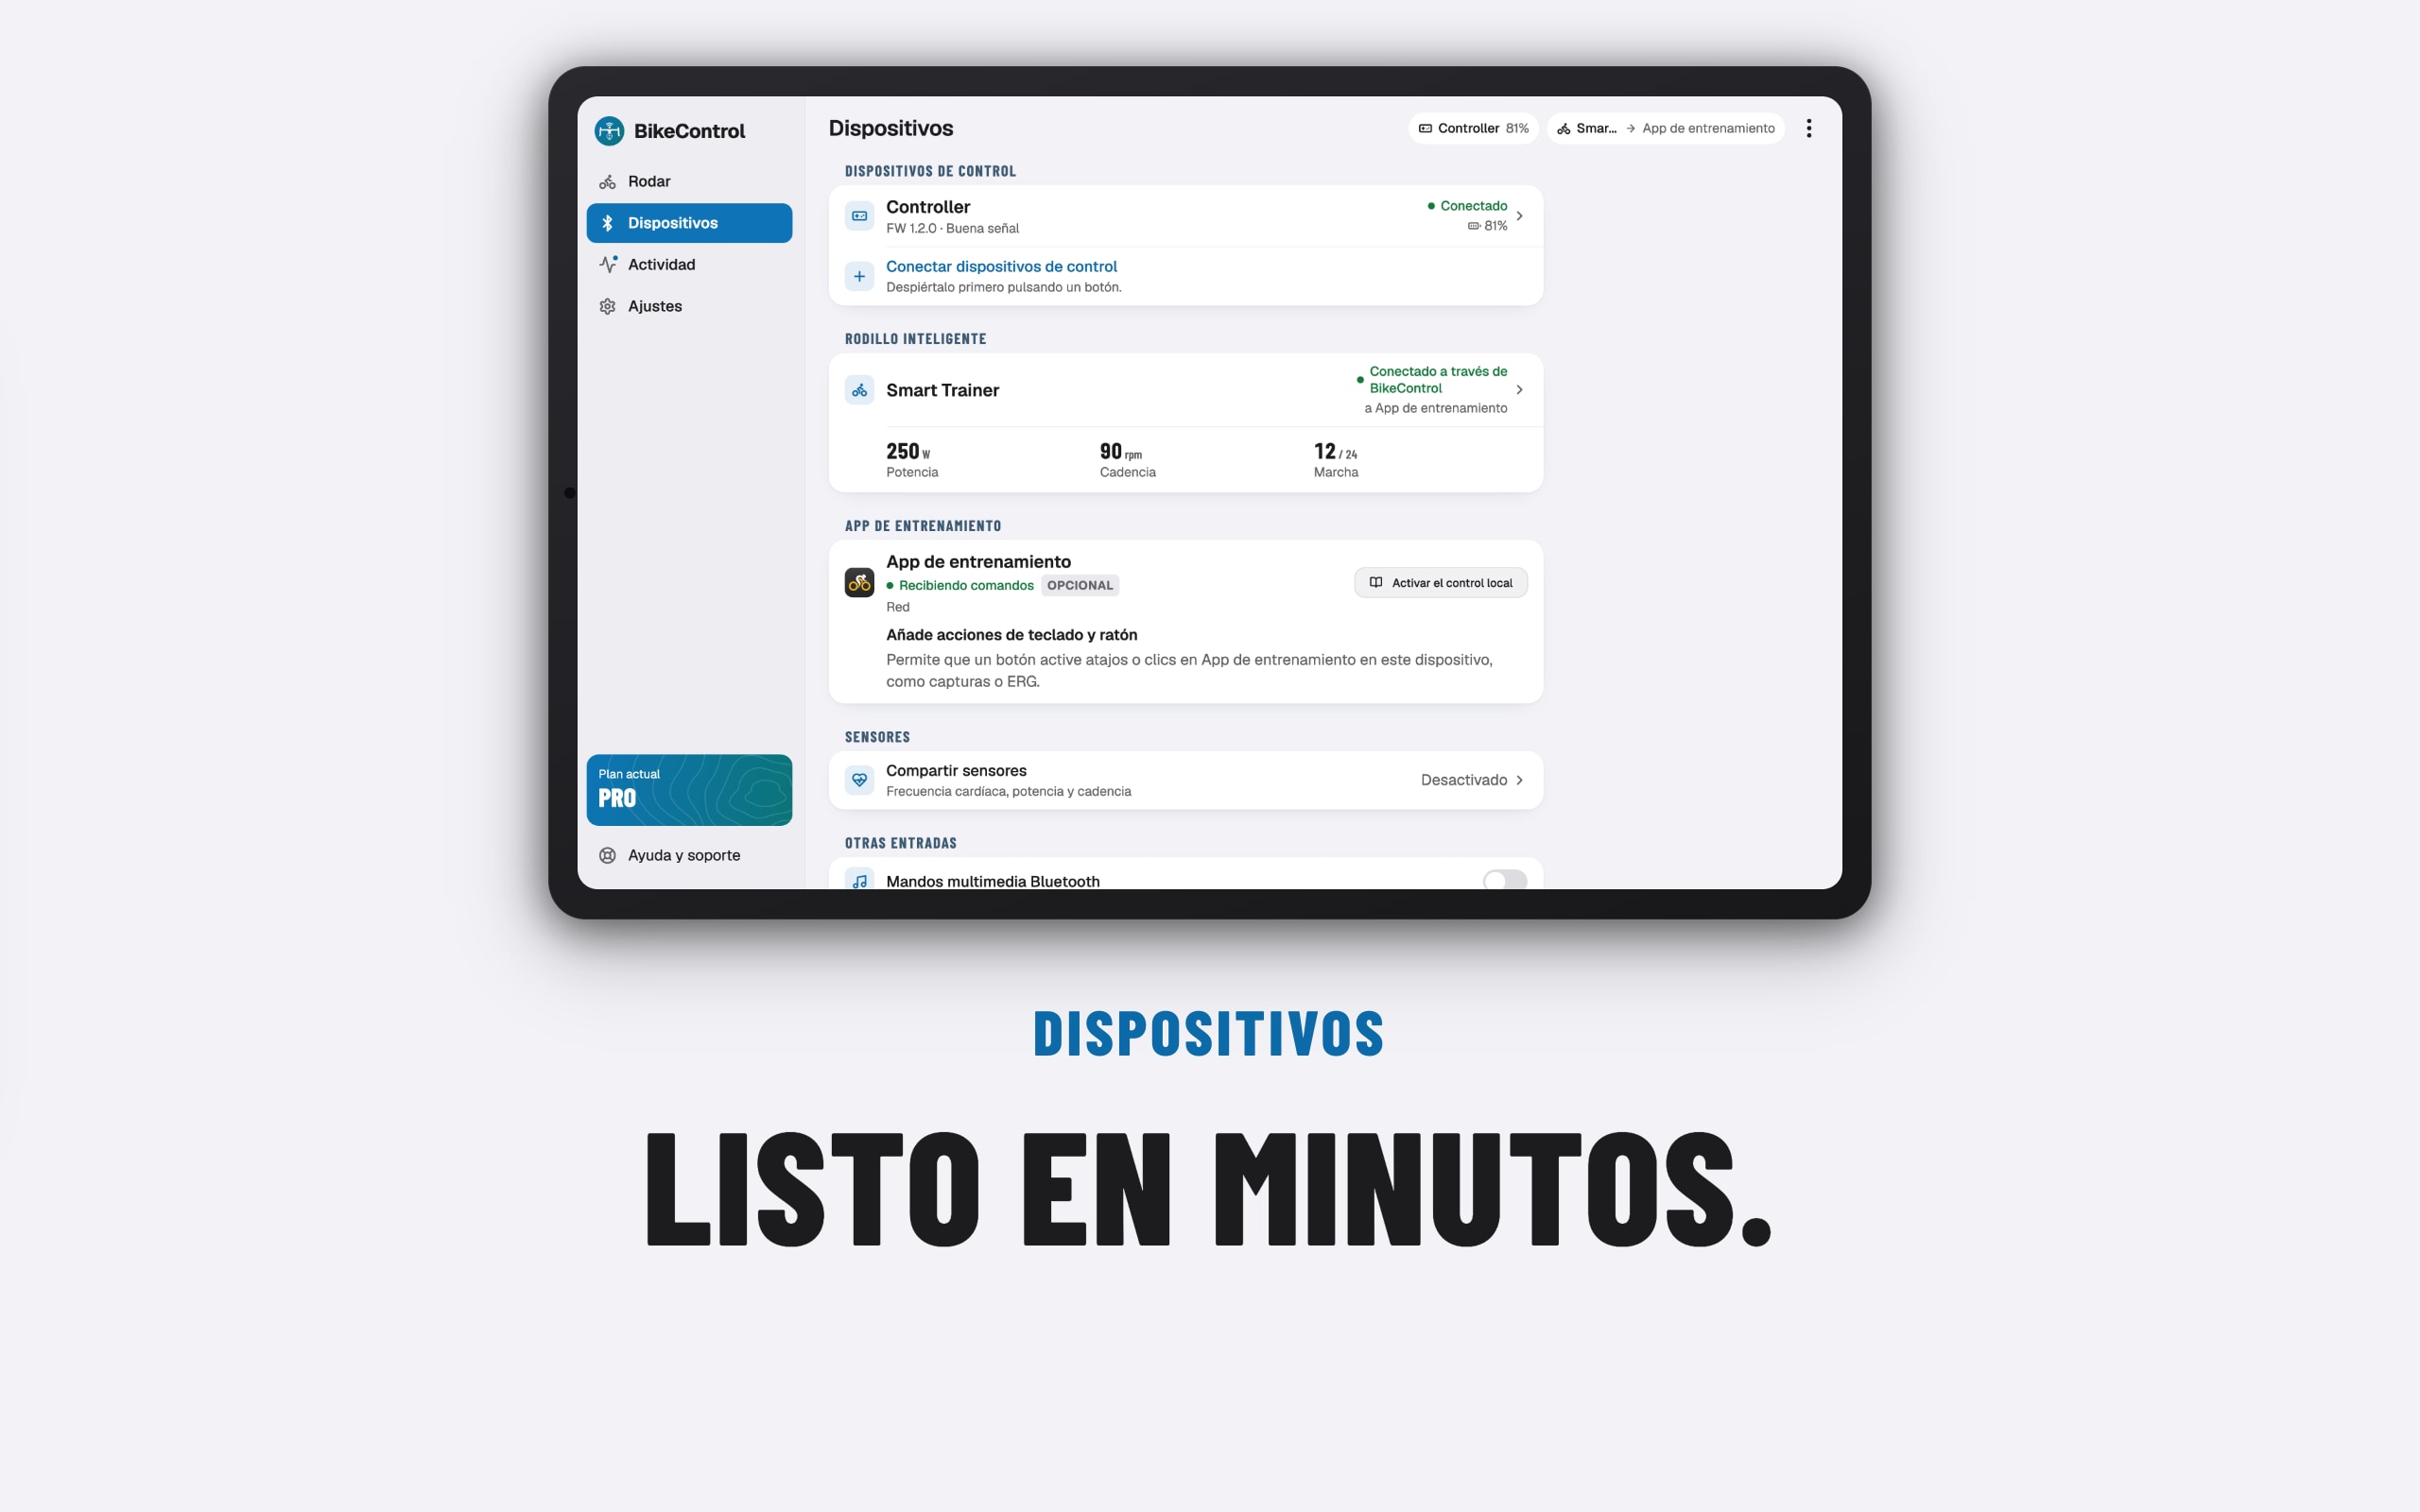 BikeControl
Rodar
Dispositivos
Actividad
Ajustes
Plan actual
PRO
Ayuda y soporte
Dispositivos
Controller 81%
Smar... → App de entrenamiento
DISPOSITIVOS DE CONTROL
Controller
FW 1.2.0 · Buena señal
Conectado
81%
Conectar dispositivos de control
Despiértalo primero pulsando un botón.
RODILLO INTELIGENTE
Smart Trainer
Conectado a través de
BikeControl
a App de entrenamiento
250 W
Potencia
90 rpm
Cadencia
12 / 24
Marcha
APP DE ENTRENAMIENTO
App de entrenamiento
Recibiendo comandos OPCIONAL
Red
Activar el control local
Añade acciones de teclado y ratón
Permite que un botón active atajos o clics en App de entrenamiento en este dispositivo,
como capturas o ERG.
SENSORES
Compartir sensores
Frecuencia cardíaca, potencia y cadencia
Desactivado
OTRAS ENTRADAS
Mandos multimedia Bluetooth
DISPOSITIVOS
LISTO EN MINUTOS.